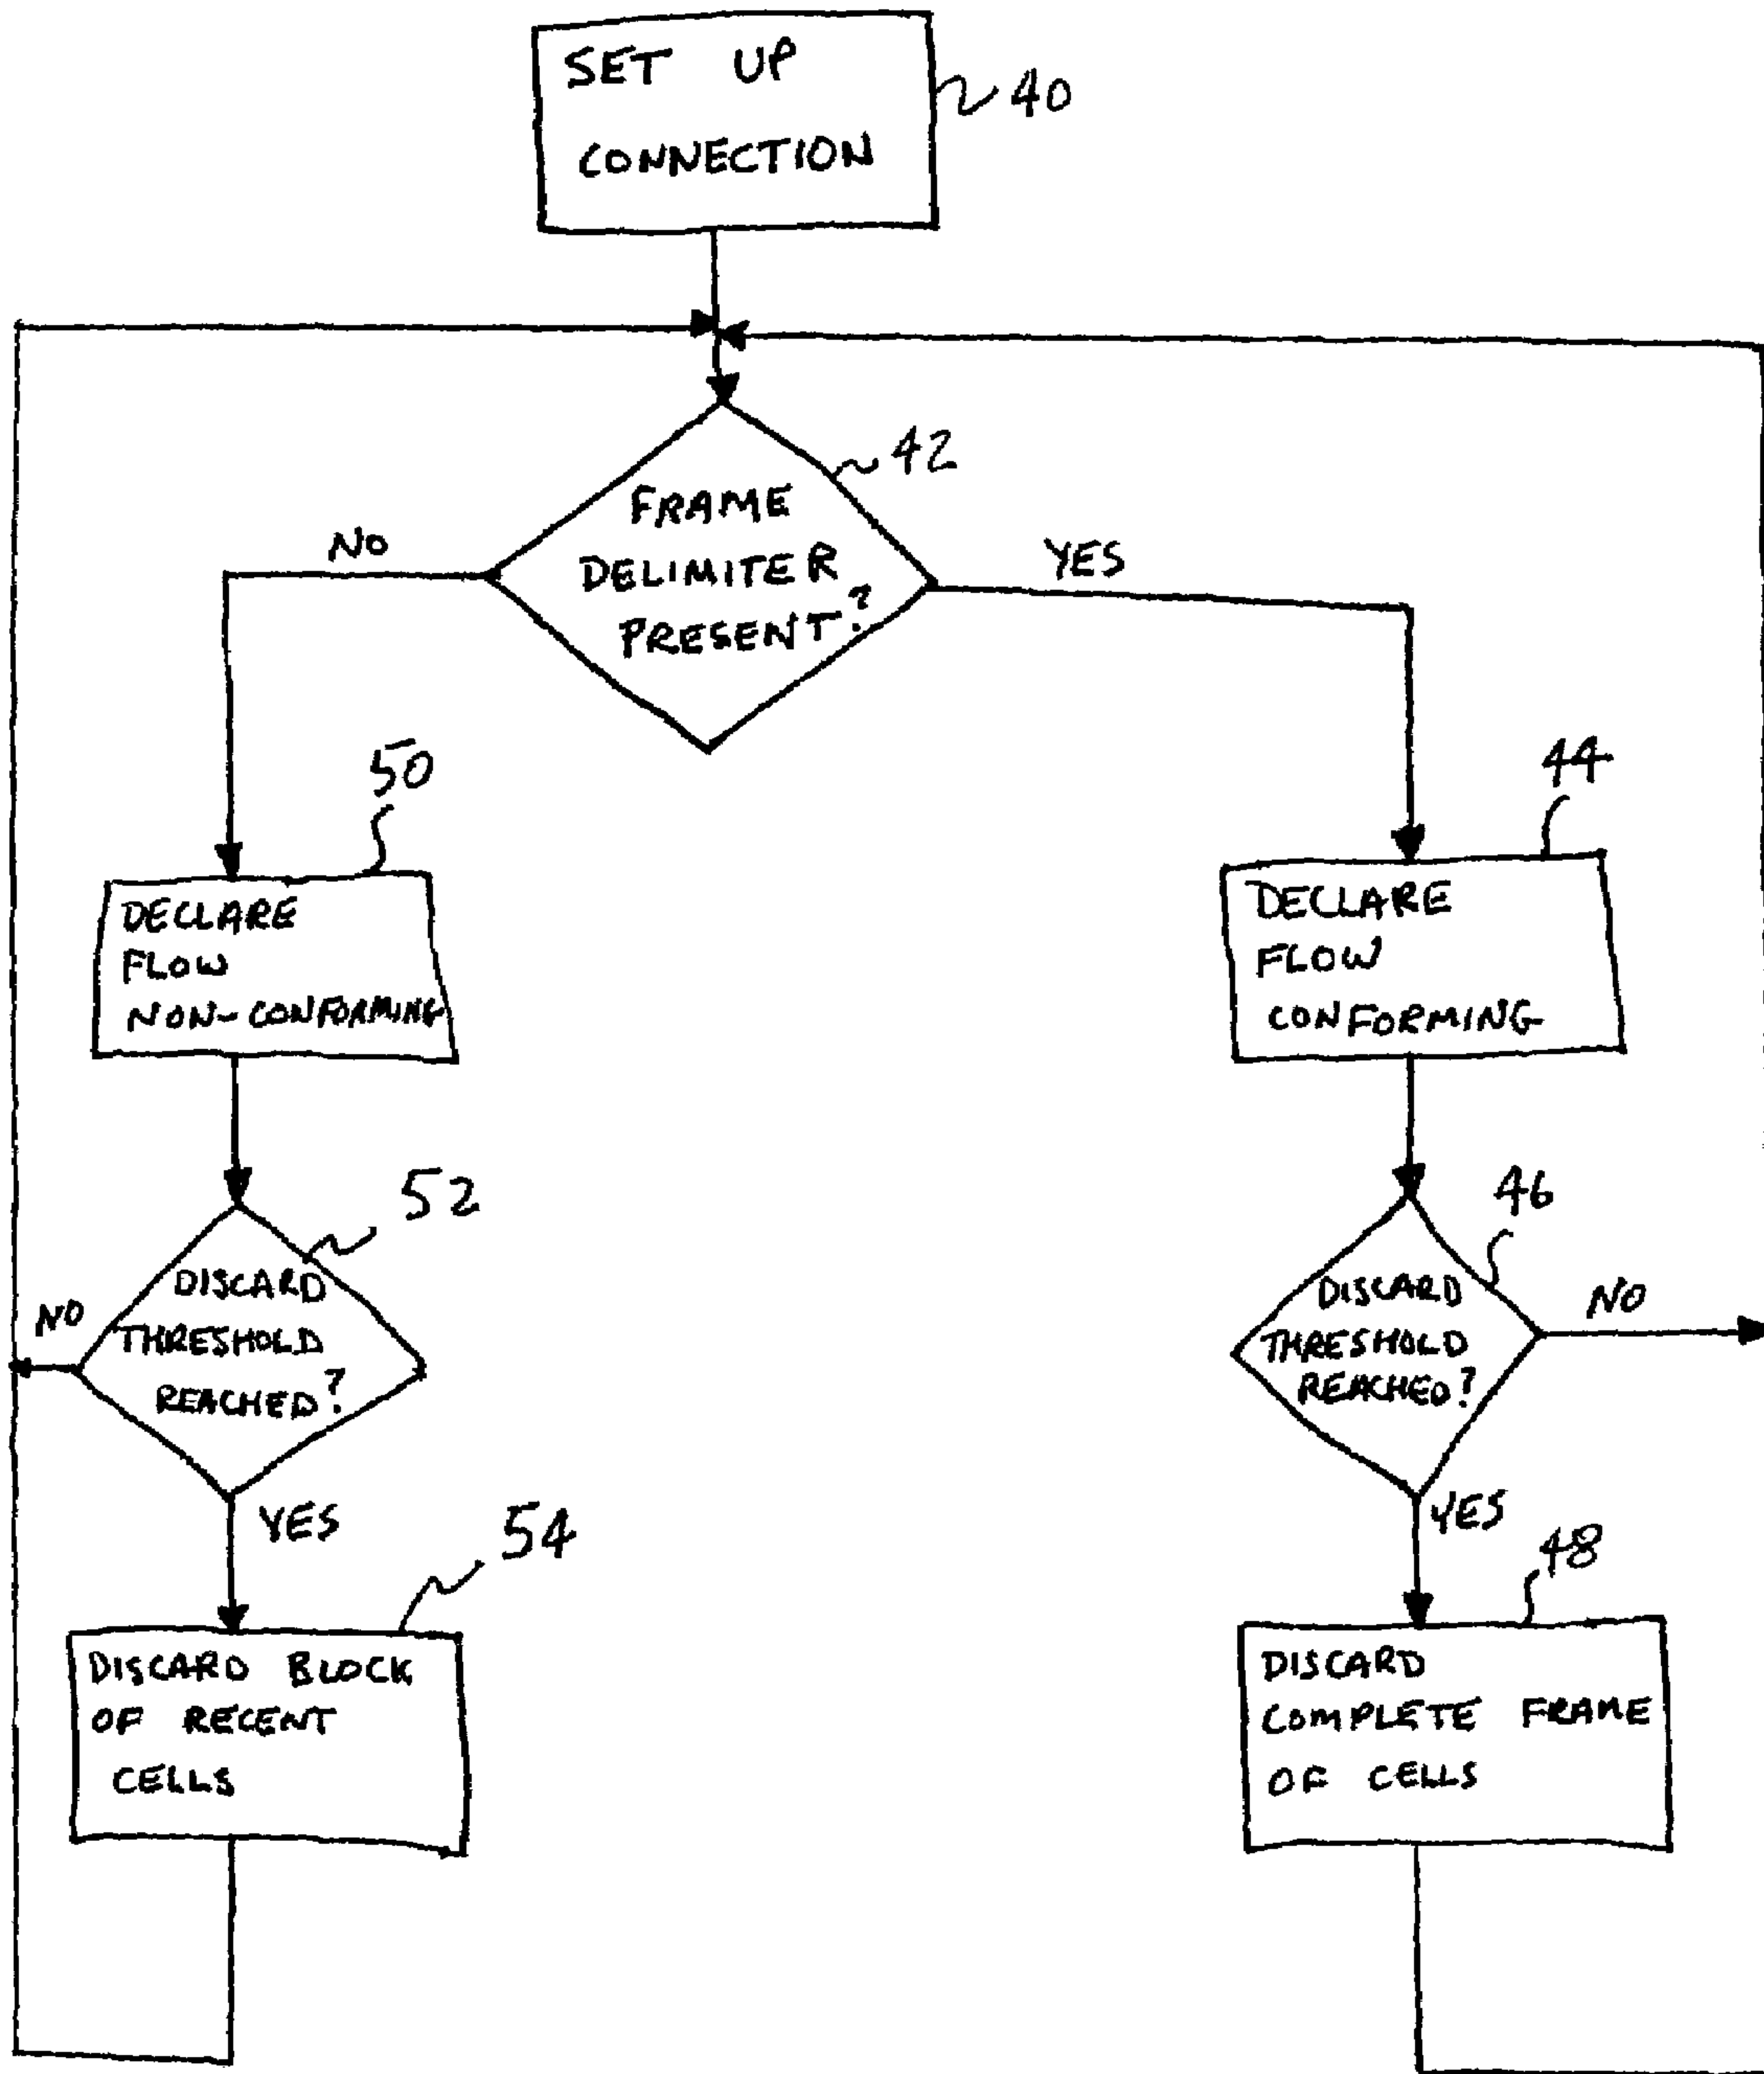 SET UP
CONNECTION
40
42
FRAME
DELIMITER
PRESENT?
NO
YES
50
44
DECLARE
FLOW
NON-CONFORMING
DECLARE
FLOW
CONFORMING
52
46
DISCARD
THRESHOLD
REACHED?
NO
DISCARD
THRESHOLD
REACHED?
NO
YES
YES
54
48
DISCARD BLOCK
OF RECENT
CELLS
DISCARD
COMPLETE FRAME
OF CELLS